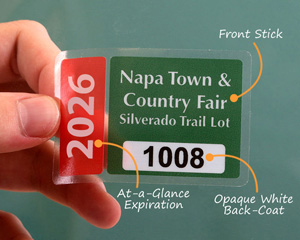 Front Stick
2026
Napa Town &
Country Fair
Silverado Trail Lot
1008
At-a-Glance
Expiration
Opaque White
Back-Coat